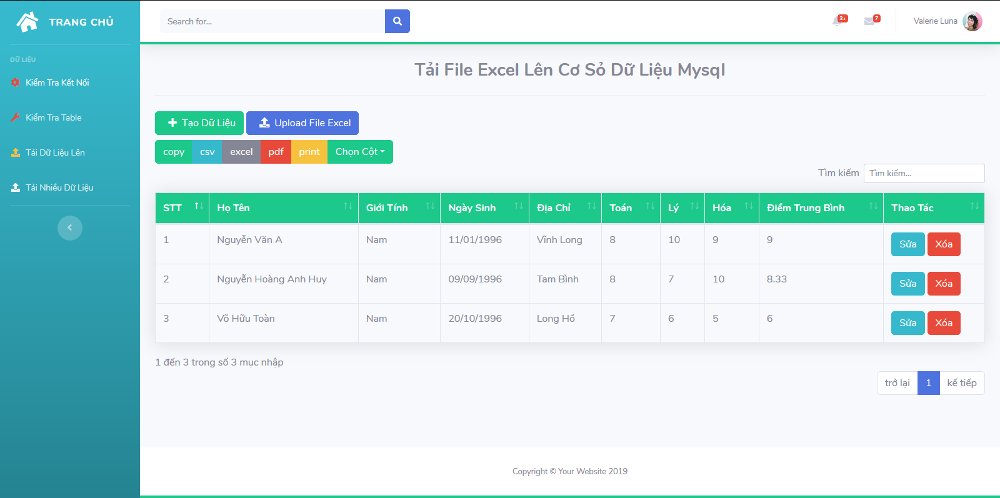 TRANG CHỦ
Search for...
3+
7
Valerie Luna
DỮ LIỆU
Kiểm Tra Kết Nối
Kiểm Tra Table
Tải Dữ Liệu Lên
Tải Nhiều Dữ Liệu
Tải File Excel Lên Cơ Sỏ Dữ Liệu Mysql
Tạo Dữ Liệu Upload File Excel
copy csv excel pdf print Chọn Cột
Tìm kiếm Tìm kiếm...
STT Họ Tên Giới Tính Ngày Sinh Địa Chỉ Toán Lý Hóa Điểm Trung Bình Thao Tác
1 Nguyễn Văn A Nam 11/01/1996 Vĩnh Long 8 10 9 9 Sửa Xóa
2 Nguyễn Hoàng Anh Huy Nam 09/09/1996 Tam Bình 8 7 10 8.33 Sửa Xóa
3 Võ Hữu Toàn Nam 20/10/1996 Long Hồ 7 6 5 6 Sửa Xóa
1 đến 3 trong số 3 mục nhập
trở lại 1 kế tiếp
Copyright © Your Website 2019